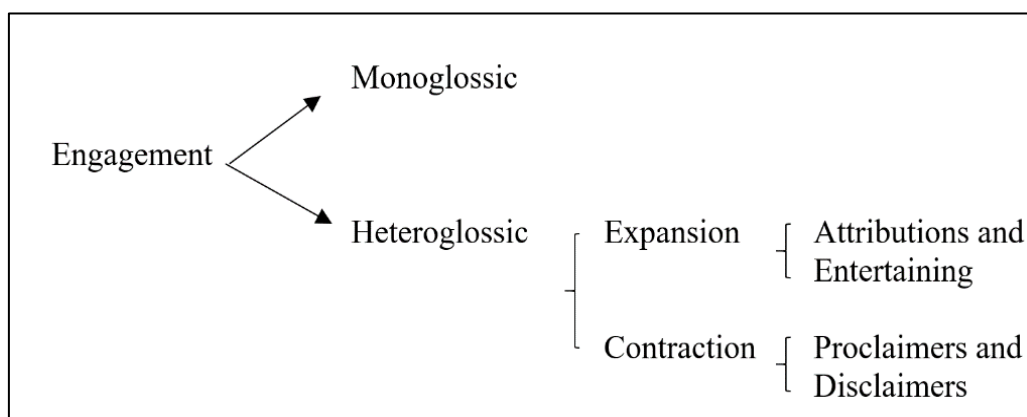 Monoglossic
Engagement
Heteroglossic
Expansion
Attributions and
Entertaining
Contraction
Proclaimers and
Disclaimers